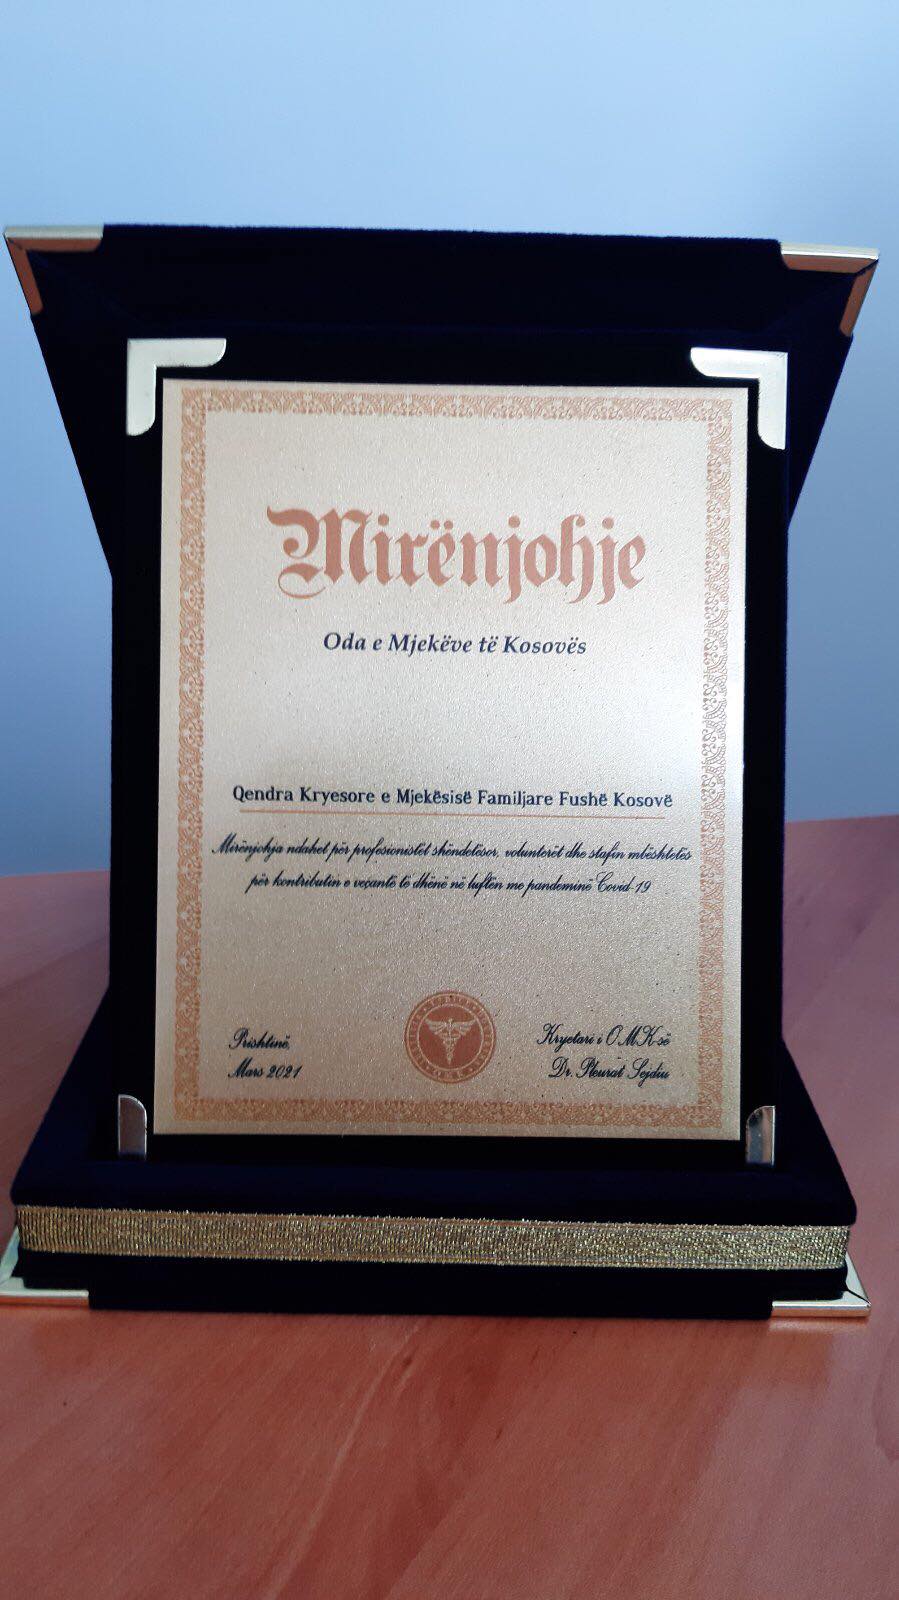 Mirënjohje
Oda e Mjekëve të Kosovës
Qendra Kryesore e Mjekësisë Familjare Fushë Kosovë
Mirënjohja ndahet për profesionistët shëndetësor, volunterët dhe stafin mbështetës
për kontributin e veçantë të dhënë në luftën me pandeminë Covid-19
Prishtinë,
Mars 2021
Kryetari i OMK-së
Dr. Pleurat Sejdiu